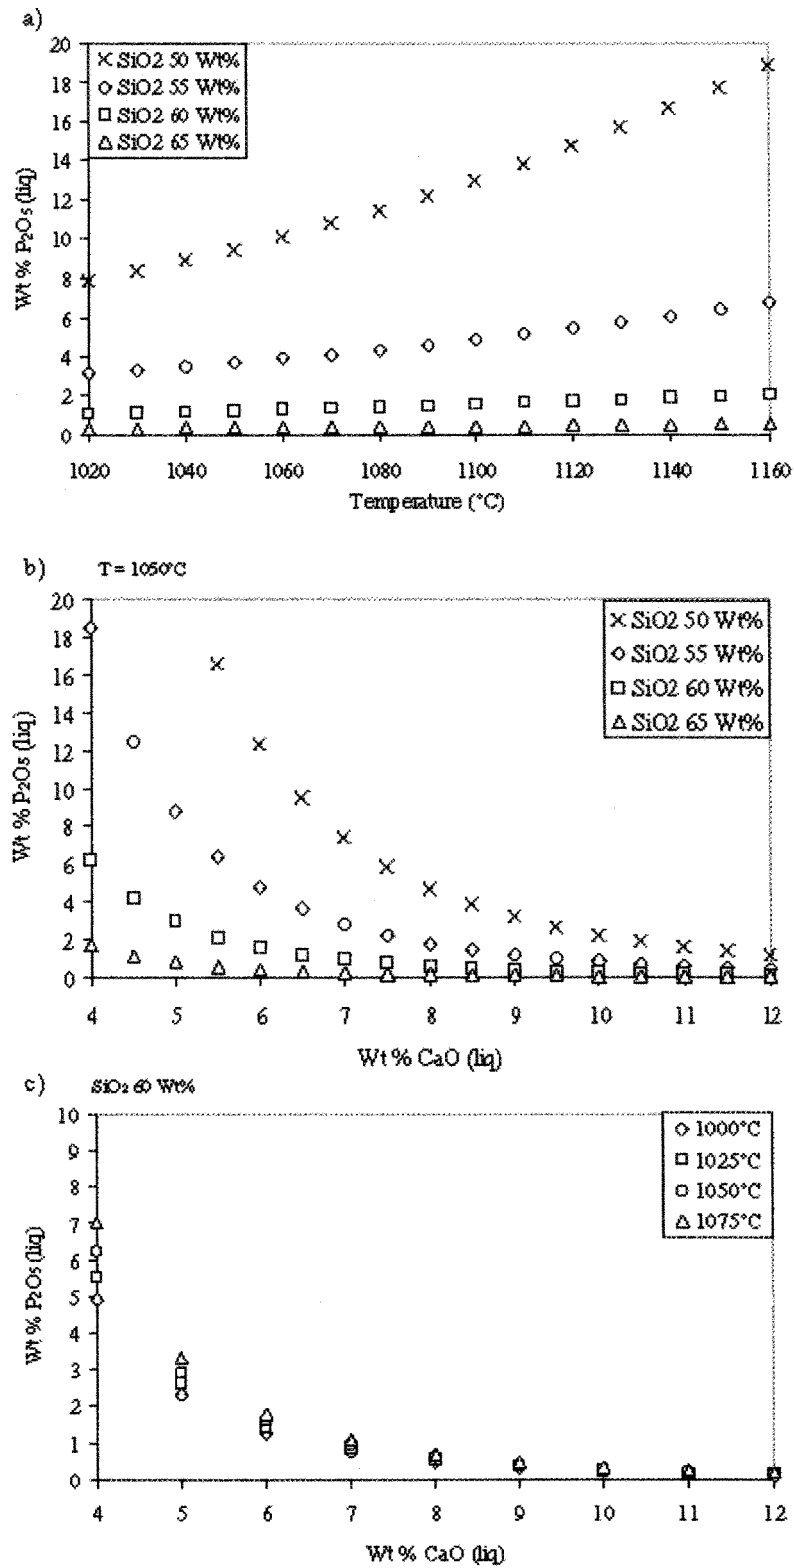 a)
20
18
16
14
12
10
8
6
4
2
0
Wt % P₂O₅ (liq)
× SiO2 50 Wt%
◇ SiO2 55 Wt%
□ SiO2 60 Wt%
△ SiO2 65 Wt%
1020 1040 1060 1080 1100 1120 1140 1160
Temperature (°C)
b) T = 1050°C
20
18
16
14
12
10
8
6
4
2
0
Wt % P₂O₅ (liq)
× SiO2 50 Wt%
◇ SiO2 55 Wt%
□ SiO2 60 Wt%
△ SiO2 65 Wt%
4 5 6 7 8 9 10 11 12
Wt % CaO (liq)
c) SiO₂ 60 Wt%
10
9
8
7
6
5
4
3
2
1
0
Wt % P₂O₅ (liq)
◇ 1000°C
□ 1025°C
○ 1050°C
△ 1075°C
4 5 6 7 8 9 10 11 12
Wt % CaO (liq)